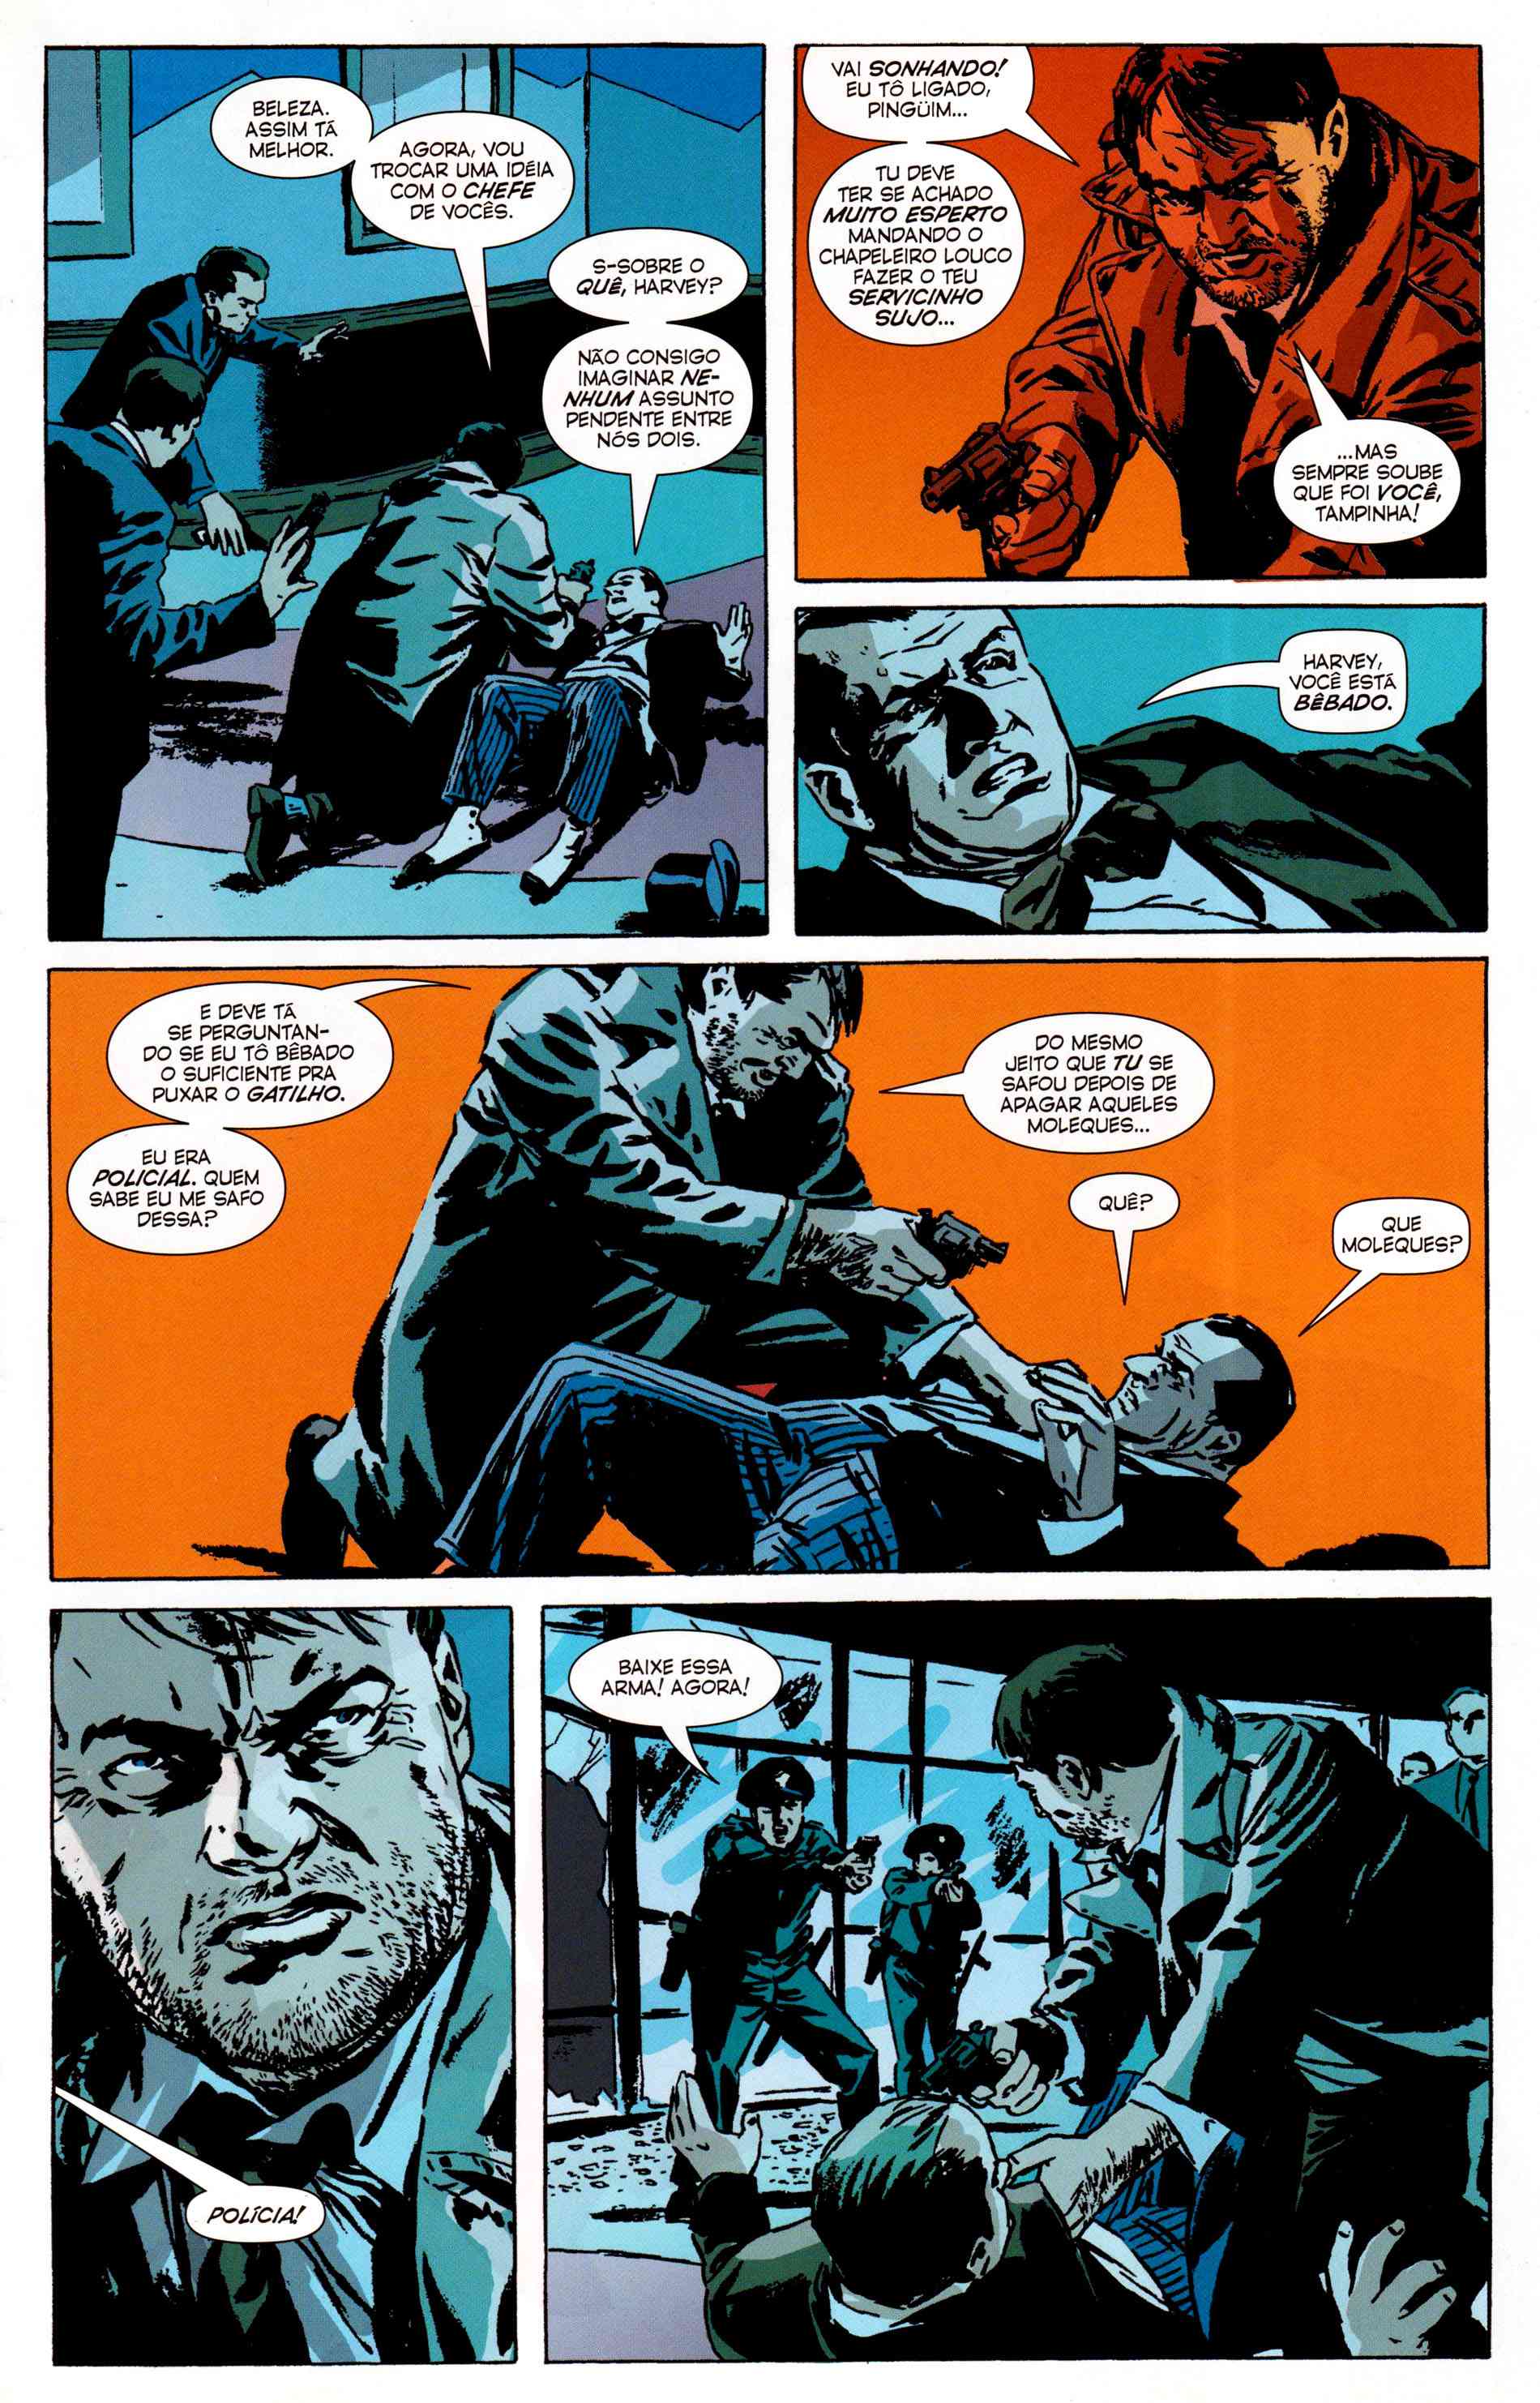 BELEZA.
ASSIM TÁ
MELHOR.
AGORA, VOU
TROCAR UMA IDÉIA
COM O CHEFE
DE VOCÊS.
S-SOBRE O
QUÊ, HARVEY?
NÃO CONSIGO
IMAGINAR NE-
NHUM ASSUNTO
PENDENTE ENTRE
NÓS DOIS.
VAI SONHANDO!
EU TÔ LIGADO,
PINGÜIM...
TU DEVE
TER SE ACHADO
MUITO ESPERTO
MANDANDO O
CHAPELEIRO LOUCO
FAZER O TEU
SERVICINHO
SUJO...
...MAS
SEMPRE SOUBE
QUE FOI VOCÊ,
TAMPINHA!
HARVEY,
VOCÊ ESTÁ
BÊBADO.
E DEVE TÁ
SE PERGUNTAN-
DO SE EU TÔ BÊBADO
O SUFICIENTE PRA
PUXAR O GATILHO.
EU ERA
POLICIAL. QUEM
SABE EU ME SAFO
DESSA?
DO MESMO
JEITO QUE TU SE
SAFOU DEPOIS DE
APAGAR AQUELES
MOLEQUES...
QUÊ?
QUE
MOLEQUES?
POLÍCIA!
BAIXE ESSA
ARMA! AGORA!